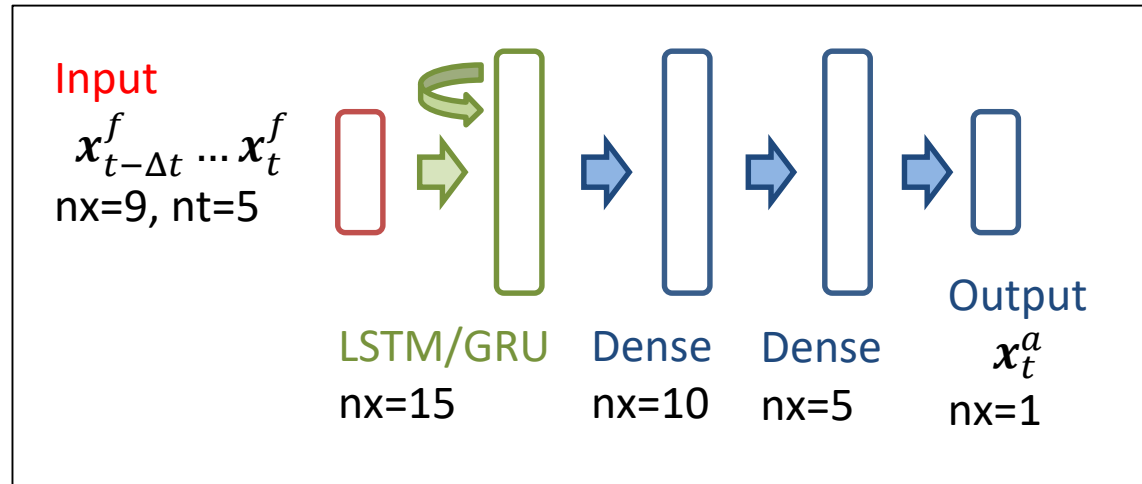 Input
x^f_{t−Δt} … x^f_t
nx=9, nt=5
LSTM/GRU
nx=15
Dense
nx=10
Dense
nx=5
Output
x^a_t
nx=1